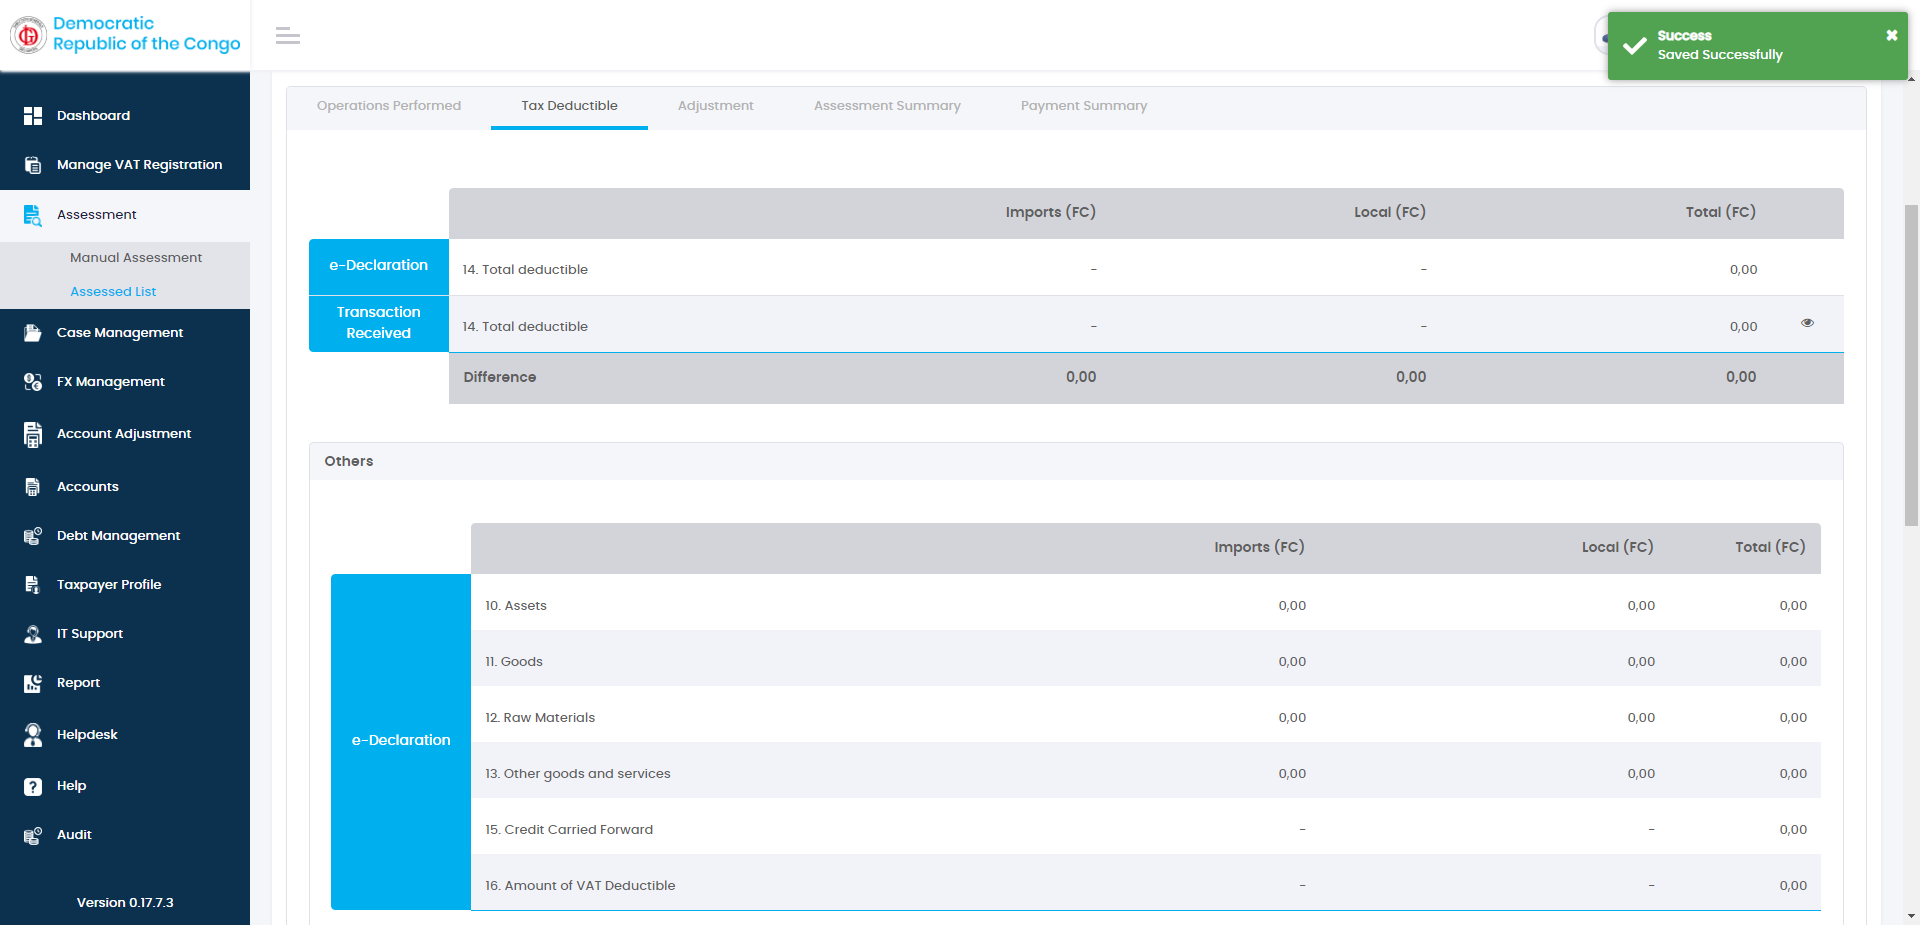 Democratic
Republic of the Congo
Success
Saved Successfully
Dashboard
Manage VAT Registration
Assessment
Manual Assessment
Assessed List
Case Management
FX Management
Account Adjustment
Accounts
Debt Management
Taxpayer Profile
IT Support
Report
Helpdesk
Help
Audit
Version 0.17.7.3
Operations Performed Tax Deductible Adjustment Assessment Summary Payment Summary
Imports (FC) Local (FC) Total (FC)
e-Declaration 14. Total deductible - - 0,00
Transaction
Received 14. Total deductible - - 0,00
Difference 0,00 0,00 0,00
Others
Imports (FC) Local (FC) Total (FC)
e-Declaration
10. Assets 0,00 0,00 0,00
11. Goods 0,00 0,00 0,00
12. Raw Materials 0,00 0,00 0,00
13. Other goods and services 0,00 0,00 0,00
15. Credit Carried Forward - - 0,00
16. Amount of VAT Deductible - - 0,00